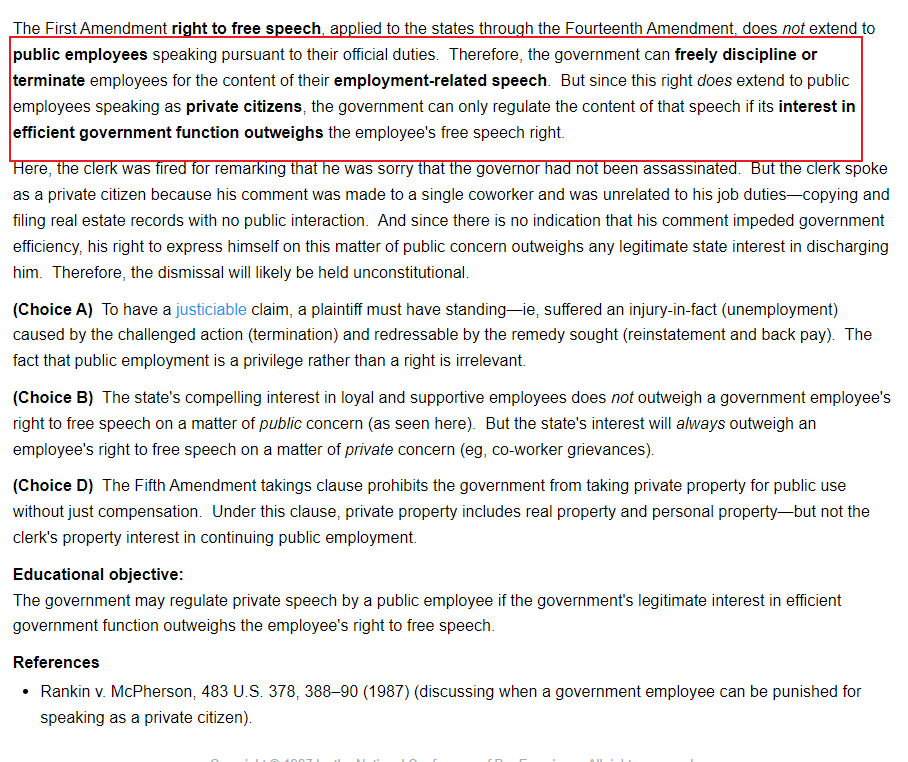 The First Amendment right to free speech, applied to the states through the Fourteenth Amendment, does not extend to
public employees speaking pursuant to their official duties. Therefore, the government can freely discipline or
terminate employees for the content of their employment-related speech. But since this right does extend to public
employees speaking as private citizens, the government can only regulate the content of that speech if its interest in
efficient government function outweighs the employee's free speech right.
Here, the clerk was fired for remarking that he was sorry that the governor had not been assassinated. But the clerk spoke
as a private citizen because his comment was made to a single coworker and was unrelated to his job duties—copying and
filing real estate records with no public interaction. And since there is no indication that his comment impeded government
efficiency, his right to express himself on this matter of public concern outweighs any legitimate state interest in discharging
him. Therefore, the dismissal will likely be held unconstitutional.
(Choice A) To have a justiciable claim, a plaintiff must have standing—ie, suffered an injury-in-fact (unemployment)
caused by the challenged action (termination) and redressable by the remedy sought (reinstatement and back pay). The
fact that public employment is a privilege rather than a right is irrelevant.
(Choice B) The state's compelling interest in loyal and supportive employees does not outweigh a government employee's
right to free speech on a matter of public concern (as seen here). But the state's interest will always outweigh an
employee's right to free speech on a matter of private concern (eg, co-worker grievances).
(Choice D) The Fifth Amendment takings clause prohibits the government from taking private property for public use
without just compensation. Under this clause, private property includes real property and personal property—but not the
clerk's property interest in continuing public employment.
Educational objective:
The government may regulate private speech by a public employee if the government's legitimate interest in efficient
government function outweighs the employee's right to free speech.
References
• Rankin v. McPherson, 483 U.S. 378, 388–90 (1987) (discussing when a government employee can be punished for
speaking as a private citizen).